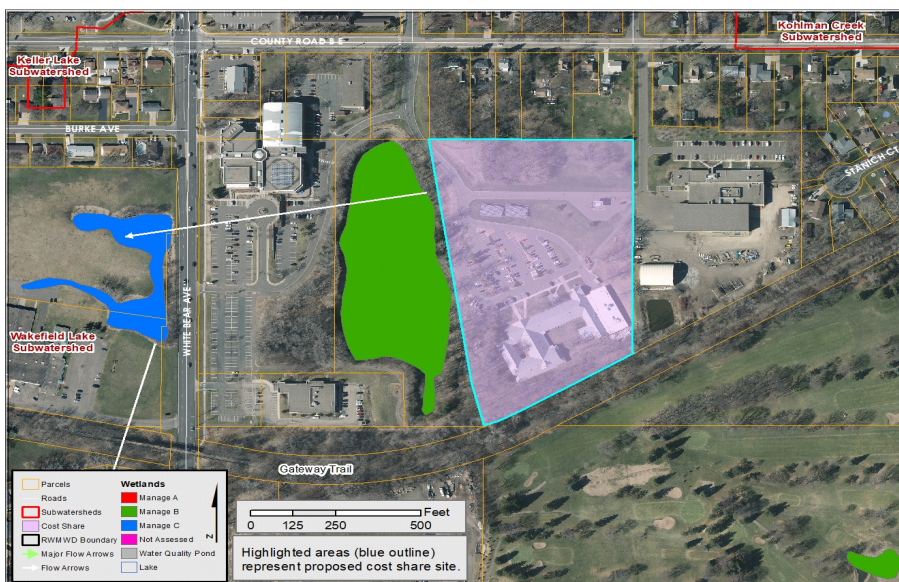 COUNTY ROAD B E
Kohlman Creek
Subwatershed
Keller Lake
Subwatershed
BURKE AVE
STANICH CT
WHITE BEAR AVE
Wakefield Lake
Subwatershed
Gateway Trail
Parcels
Roads
Subwatersheds
Cost Share
RWMWD Boundary
Major Flow Arrows
Flow Arrows
Wetlands
Manage A
Manage B
Manage C
Not Assessed
Water Quality Pond
Lake
N
Feet
0 125 250 500
Highlighted areas (blue outline)
represent proposed cost share site.